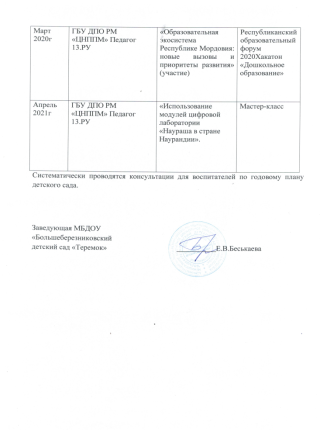 Март 2020г
ГБУ ДПО РМ
«ЦНППМ» Педагог
13.РУ
«Образовательная
экосистема
Республике Мордовия:
новые вызовы и
приоритеты развития»
(участие)
Республиканский
образовательный
форум
2020Хакатон
«Дошкольное
образование»
Апрель
2021г
ГБУ ДПО РМ
«ЦНППМ» Педагог
13.РУ
«Использование
модулей цифровой
лаборатории
«Наураша в стране
Наурандии».
Мастер-класс
Систематически проводятся консультации для воспитателей по годовому плану
детского сада.
Заведующая МБДОУ
«Большеберезниковский
детский сад «Теремок»
Е.В.Беськаева